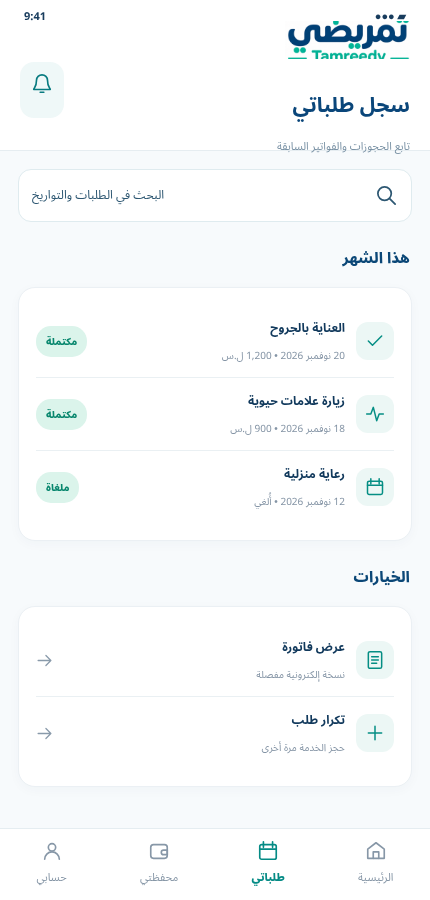 9:41
تمريضي
Tamreedy
سجل طلباتي
تابع الحجوزات والفواتير السابقة
البحث في الطلبات والتواريخ
هذا الشهر
العناية بالجروح
20 نوفمبر 2026 • 1,200 ل.س
مكتملة
زيارة علامات حيوية
18 نوفمبر 2026 • 900 ل.س
مكتملة
رعاية منزلية
12 نوفمبر 2026 • أُلغي
ملغاة
الخيارات
عرض فاتورة
نسخة إلكترونية مفصلة
تكرار طلب
حجز الخدمة مرة أخرى
الرئيسية
طلباتي
محفظتي
حسابي